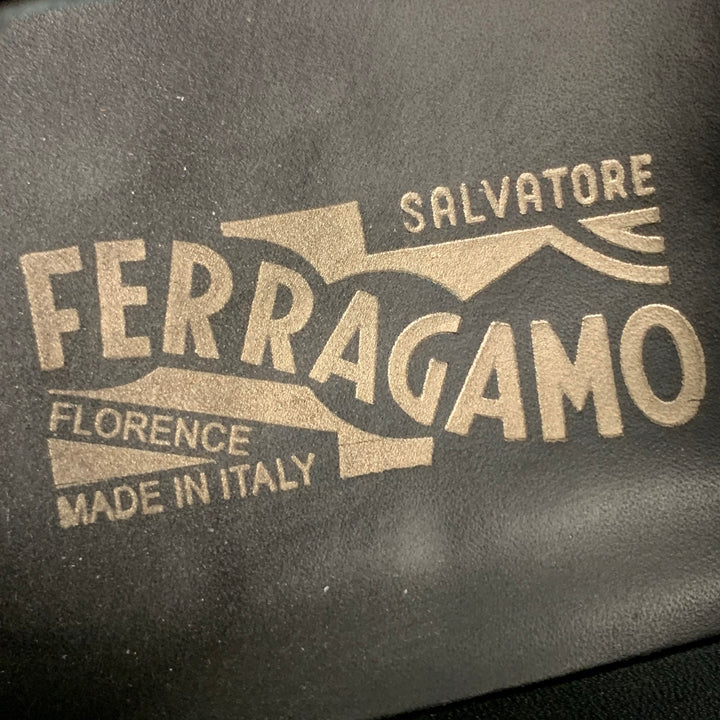 SALVATORE
FERRAGAMO
FLORENCE
MADE IN ITALY